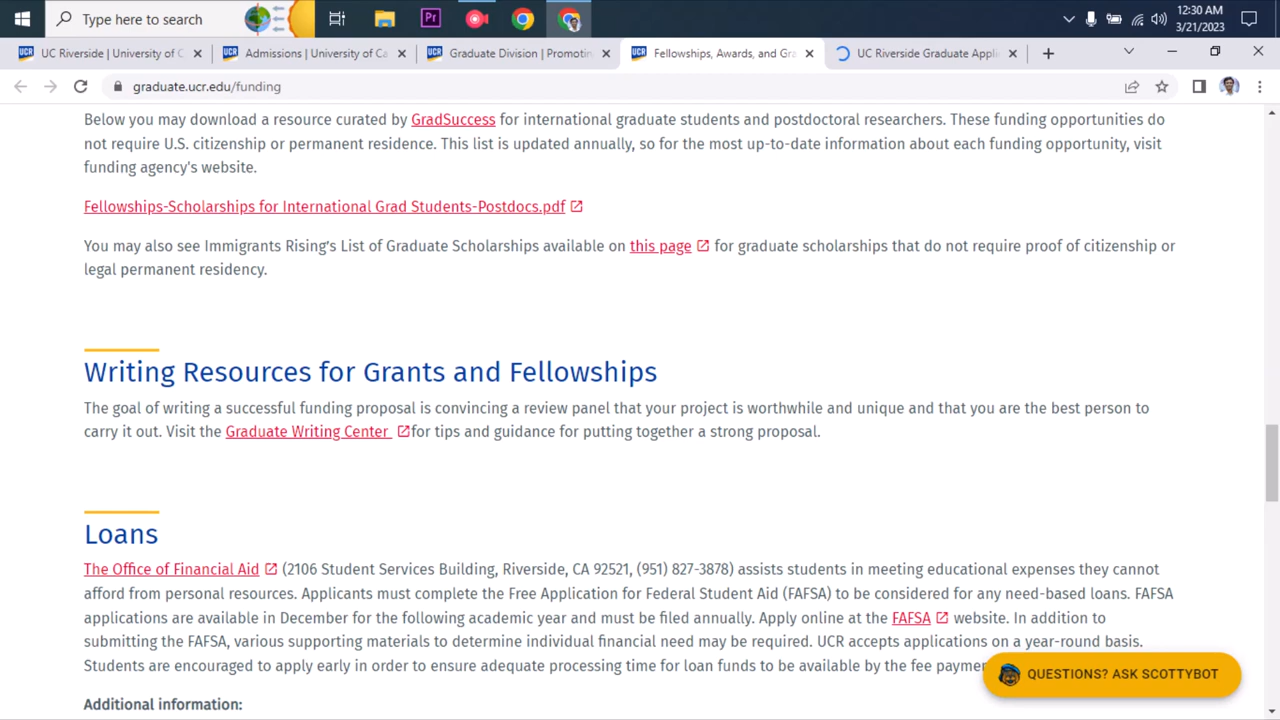 Type here to search
12:30 AM
3/21/2023
UC Riverside | University of C
Admissions | University of Ca
Graduate Division | Promoting
Fellowships, Awards, and Gra
UC Riverside Graduate Appli
graduate.ucr.edu/funding
Below you may download a resource curated by GradSuccess for international graduate students and postdoctoral researchers. These funding opportunities do
not require U.S. citizenship or permanent residence. This list is updated annually, so for the most up-to-date information about each funding opportunity, visit
funding agency's website.
Fellowships-Scholarships for International Grad Students-Postdocs.pdf
You may also see Immigrants Rising's List of Graduate Scholarships available on this page for graduate scholarships that do not require proof of citizenship or
legal permanent residency.
Writing Resources for Grants and Fellowships
The goal of writing a successful funding proposal is convincing a review panel that your project is worthwhile and unique and that you are the best person to
carry it out. Visit the Graduate Writing Center for tips and guidance for putting together a strong proposal.
Loans
The Office of Financial Aid (2106 Student Services Building, Riverside, CA 92521, (951) 827-3878) assists students in meeting educational expenses they cannot
afford from personal resources. Applicants must complete the Free Application for Federal Student Aid (FAFSA) to be considered for any need-based loans. FAFSA
applications are available in December for the following academic year and must be filed annually. Apply online at the FAFSA website. In addition to
submitting the FAFSA, various supporting materials to determine individual financial need may be required. UCR accepts applications on a year-round basis.
Students are encouraged to apply early in order to ensure adequate processing time for loan funds to be available by the fee paymen
QUESTIONS? ASK SCOTTYBOT
Additional information: